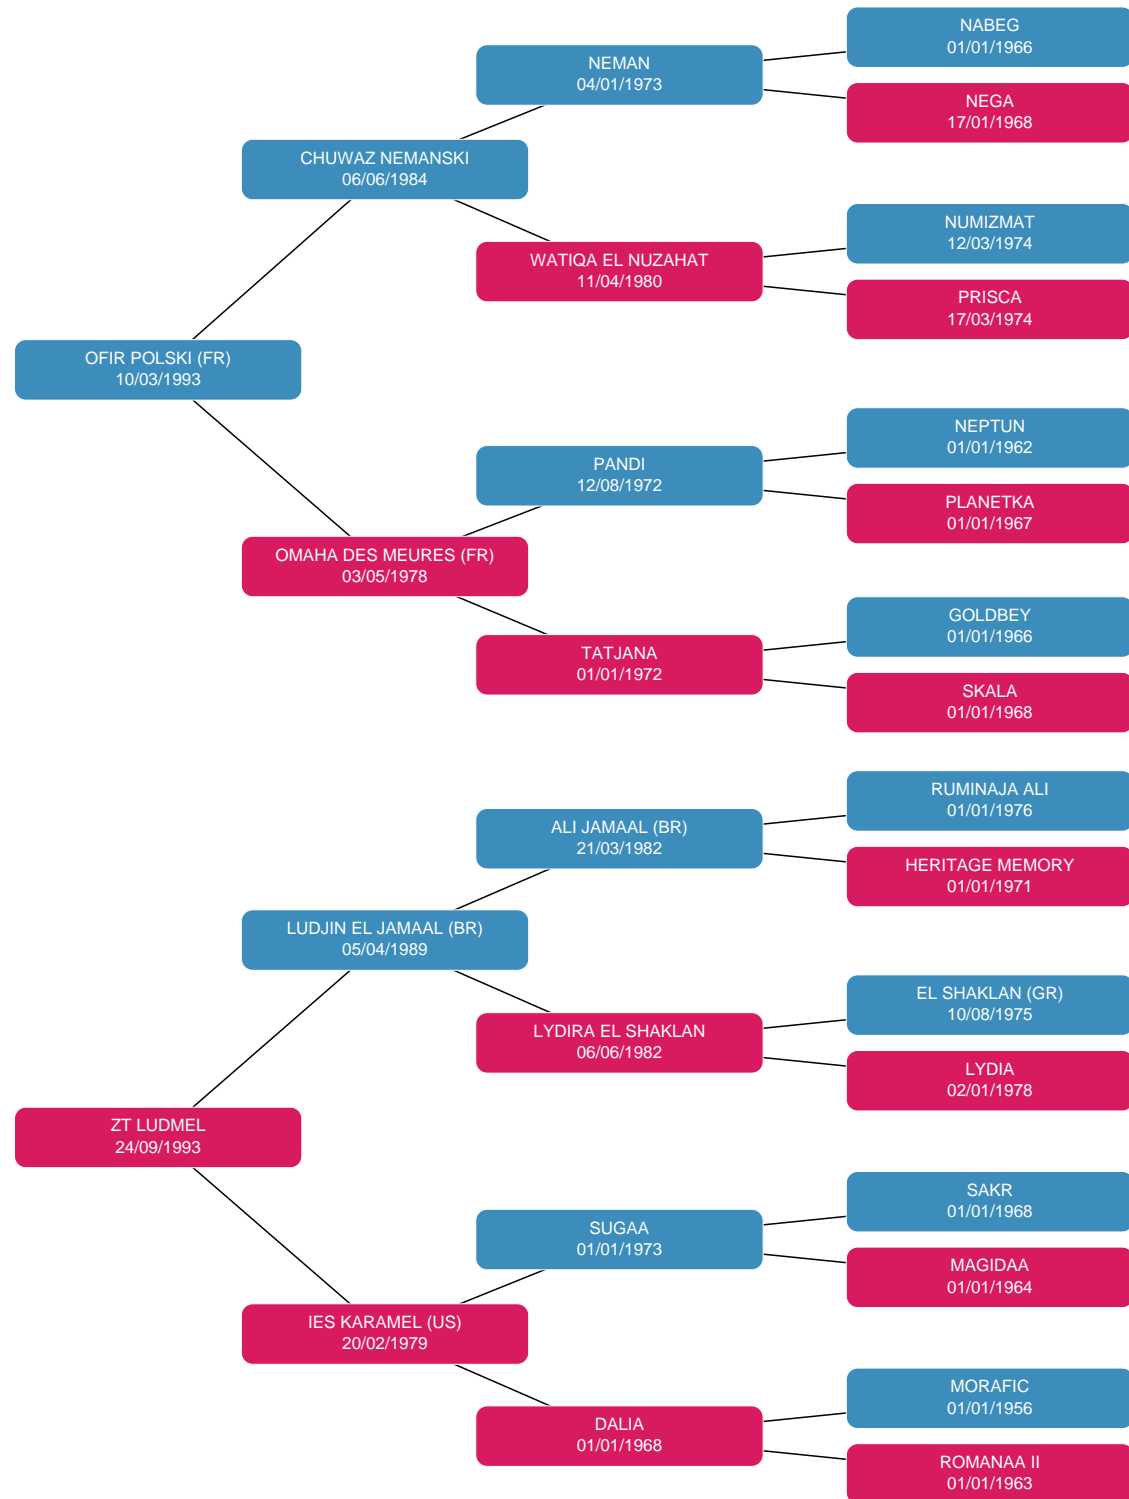 NABEG
01/01/1966
NEMAN
04/01/1973
NEGA
17/01/1968
CHUWAZ NEMANSKI
06/06/1984
NUMIZMAT
12/03/1974
WATIQA EL NUZAHAT
11/04/1980
PRISCA
17/03/1974
OFIR POLSKI (FR)
10/03/1993
NEPTUN
01/01/1962
PANDI
12/08/1972
PLANETKA
01/01/1967
OMAHA DES MEURES (FR)
03/05/1978
GOLDBEY
01/01/1966
TATJANA
01/01/1972
SKALA
01/01/1968
RUMINAJA ALI
01/01/1976
ALI JAMAAL (BR)
21/03/1982
HERITAGE MEMORY
01/01/1971
LUDJIN EL JAMAAL (BR)
05/04/1989
EL SHAKLAN (GR)
10/08/1975
LYDIRA EL SHAKLAN
06/06/1982
LYDIA
02/01/1978
ZT LUDMEL
24/09/1993
SAKR
01/01/1968
SUGAA
01/01/1973
MAGIDAA
01/01/1964
IES KARAMEL (US)
20/02/1979
MORAFIC
01/01/1956
DALIA
01/01/1968
ROMANAA II
01/01/1963